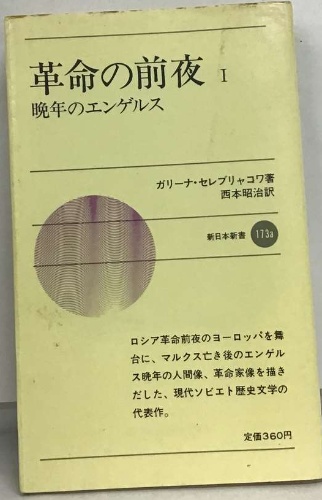 革命の前夜 I
晩年のエンゲルス
ガリーナ・セレブリャコワ著
西本昭治訳
新日本新書 173a
ロシア革命前夜のヨーロッパを舞
台に、マルクス亡き後のエンゲル
ス晩年の人間像、革命家像を描き
だした、現代ソビエト歴史文学の
代表作。
定価360円